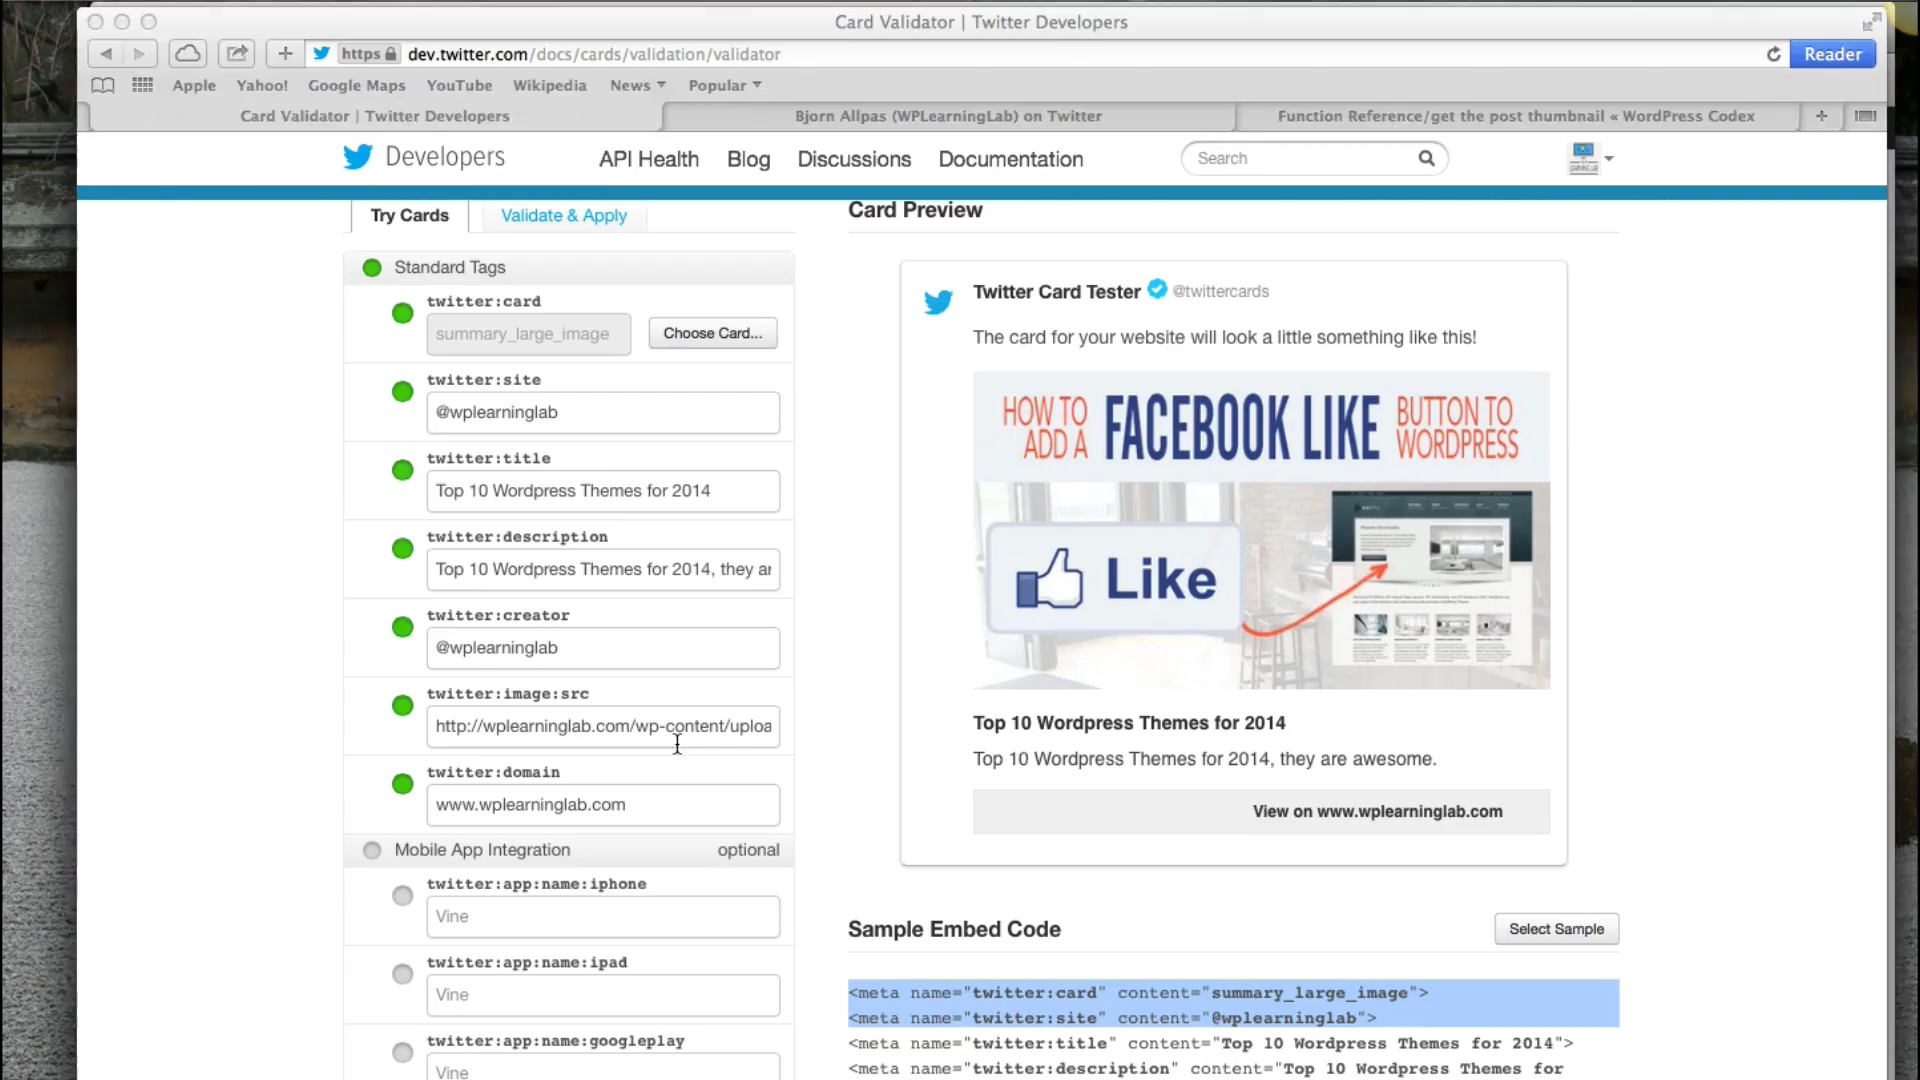 Card Validator | Twitter Developers
https dev.twitter.com/docs/cards/validation/validator
Reader
Apple Yahoo! Google Maps YouTube Wikipedia News Popular
Card Validator | Twitter Developers
Bjorn Allpas (WPLearningLab) on Twitter
Function Reference/get the post thumbnail « WordPress Codex
Developers
API Health Blog Discussions Documentation
Search
Try Cards
Validate & Apply
Standard Tags
twitter:card
summary_large_image
Choose Card...
twitter:site
@wplearninglab
twitter:title
Top 10 Wordpress Themes for 2014
twitter:description
Top 10 Wordpress Themes for 2014, they ar
twitter:creator
@wplearninglab
twitter:image:src
http://wplearninglab.com/wp-content/uploa
twitter:domain
www.wplearninglab.com
Mobile App Integration optional
twitter:app:name:iphone
Vine
twitter:app:name:ipad
Vine
twitter:app:name:googleplay
Vine
Card Preview
Twitter Card Tester @twittercards
The card for your website will look a little something like this!
HOW TO ADD A FACEBOOK LIKE BUTTON TO WORDPRESS
Like
Top 10 Wordpress Themes for 2014
Top 10 Wordpress Themes for 2014, they are awesome.
View on www.wplearninglab.com
Sample Embed Code
Select Sample
<meta name="twitter:card" content="summary_large_image">
<meta name="twitter:site" content="@wplearninglab">
<meta name="twitter:title" content="Top 10 Wordpress Themes for 2014">
<meta name="twitter:description" content="Top 10 Wordpress Themes for